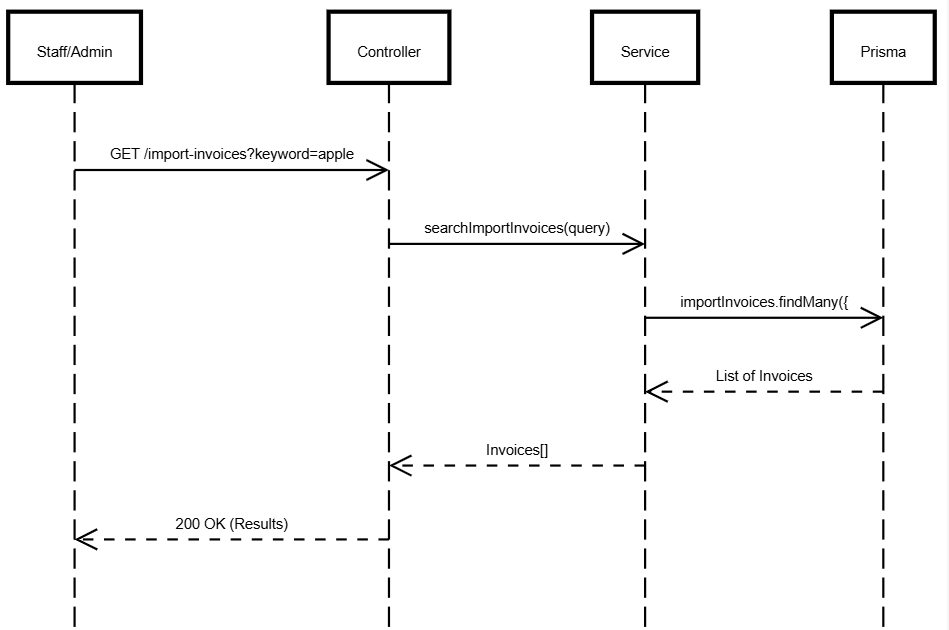 Staff/Admin
Controller
Service
Prisma
GET /import-invoices?keyword=apple
searchImportInvoices(query)
importInvoices.findMany({
List of Invoices
Invoices[]
200 OK (Results)